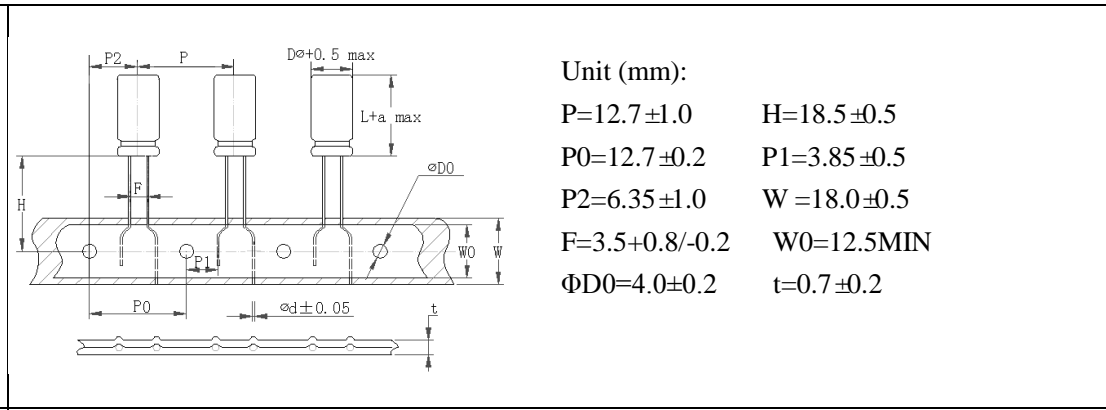 P2 P DØ+0.5 max
L+a max
H F ØD0
P1 W0 W
P0 Ød±0.05 t
Unit (mm):
P=12.7±1.0 H=18.5±0.5
P0=12.7±0.2 P1=3.85±0.5
P2=6.35±1.0 W =18.0±0.5
F=3.5+0.8/-0.2 W0=12.5MIN
ΦD0=4.0±0.2 t=0.7±0.2